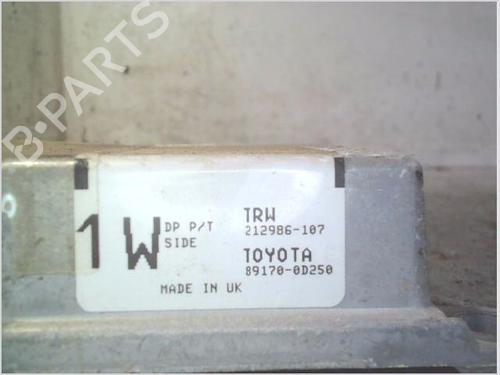 B-PARTS
1 W DP P/T SIDE
TRW
212986-107
TOYOTA
89170-0D250
MADE IN UK